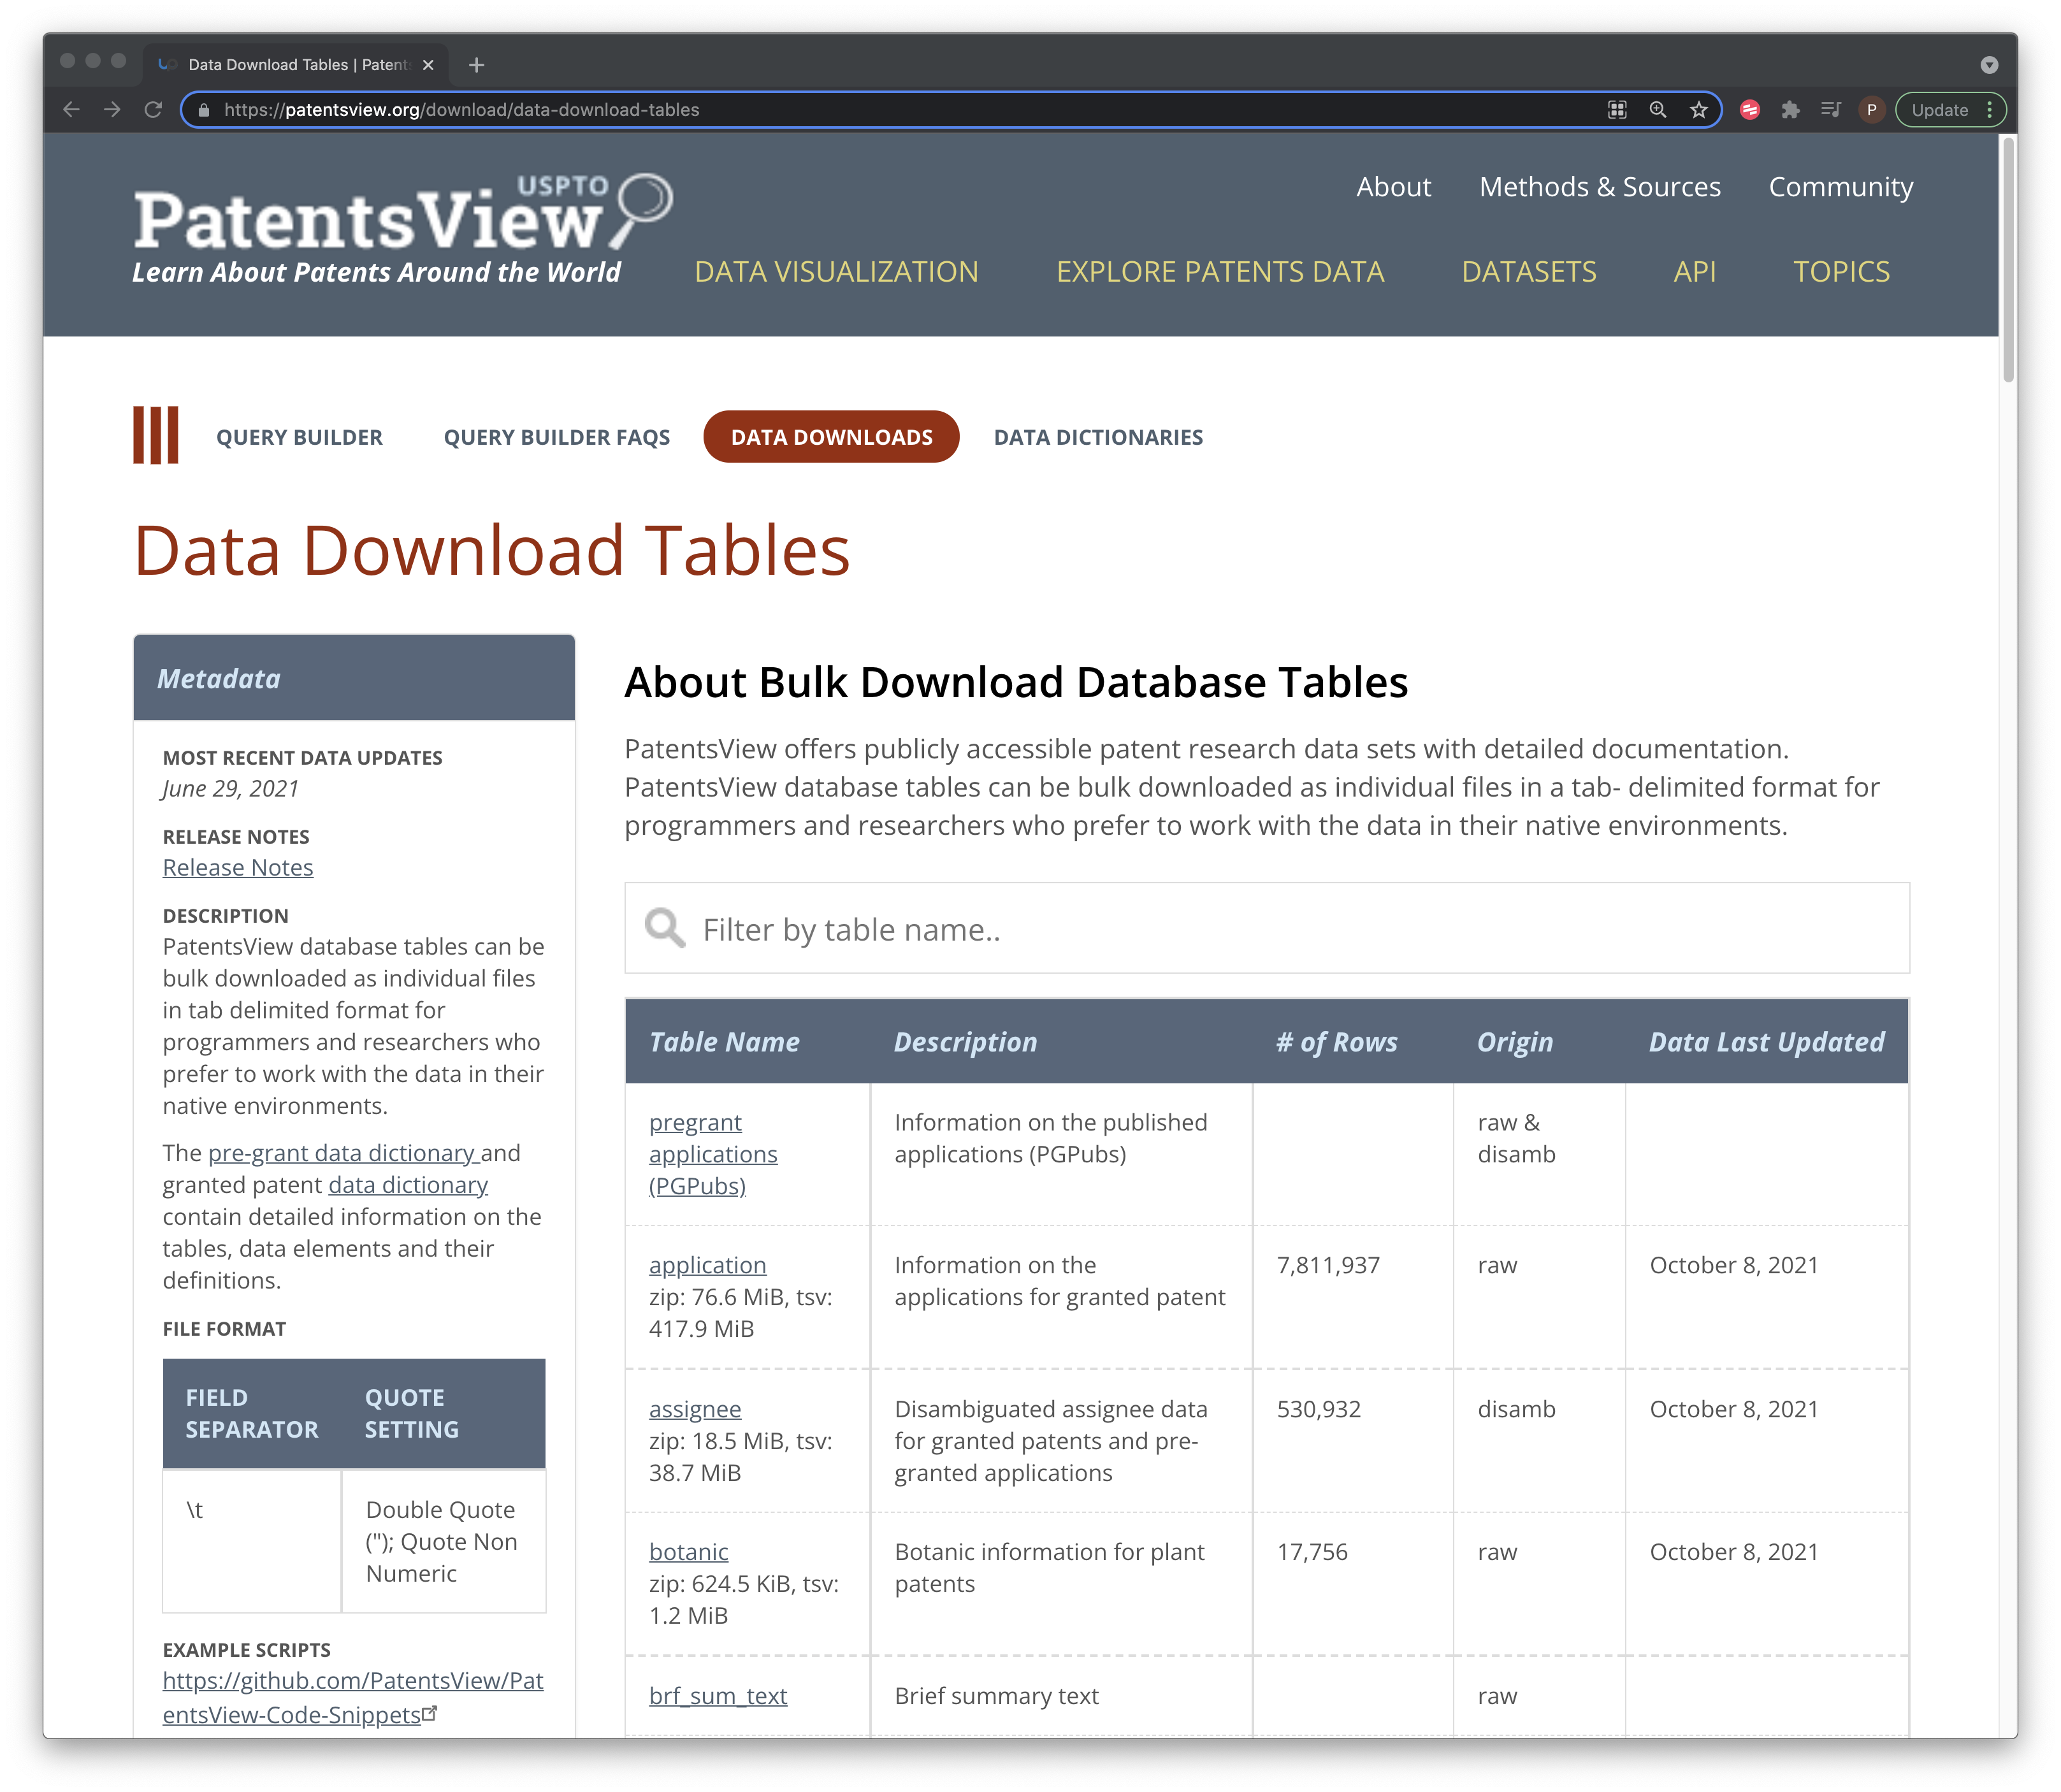 Data Download Tables | Patent
https://patentsview.org/download/data-download-tables
P
Update
USPTO
PatentsView
Learn About Patents Around the World
About
Methods & Sources
Community
DATA VISUALIZATION
EXPLORE PATENTS DATA
DATASETS
API
TOPICS
QUERY BUILDER
QUERY BUILDER FAQS
DATA DOWNLOADS
DATA DICTIONARIES
Data Download Tables
Metadata
MOST RECENT DATA UPDATES
June 29, 2021
RELEASE NOTES
Release Notes
DESCRIPTION
PatentsView database tables can be
bulk downloaded as individual files
in tab delimited format for
programmers and researchers who
prefer to work with the data in their
native environments.
The pre-grant data dictionary and
granted patent data dictionary
contain detailed information on the
tables, data elements and their
definitions.
FILE FORMAT
FIELD
SEPARATOR
QUOTE
SETTING
\t
Double Quote
("); Quote Non
Numeric
EXAMPLE SCRIPTS
https://github.com/PatentsView/Pat
entsView-Code-Snippets
About Bulk Download Database Tables
PatentsView offers publicly accessible patent research data sets with detailed documentation.
PatentsView database tables can be bulk downloaded as individual files in a tab- delimited format for
programmers and researchers who prefer to work with the data in their native environments.
Filter by table name..
Table Name
Description
# of Rows
Origin
Data Last Updated
pregrant
applications
(PGPubs)
Information on the published
applications (PGPubs)
raw &
disamb
application
zip: 76.6 MiB, tsv:
417.9 MiB
Information on the
applications for granted patent
7,811,937
raw
October 8, 2021
assignee
zip: 18.5 MiB, tsv:
38.7 MiB
Disambiguated assignee data
for granted patents and pre-
granted applications
530,932
disamb
October 8, 2021
botanic
zip: 624.5 KiB, tsv:
1.2 MiB
Botanic information for plant
patents
17,756
raw
October 8, 2021
brf_sum_text
Brief summary text
raw